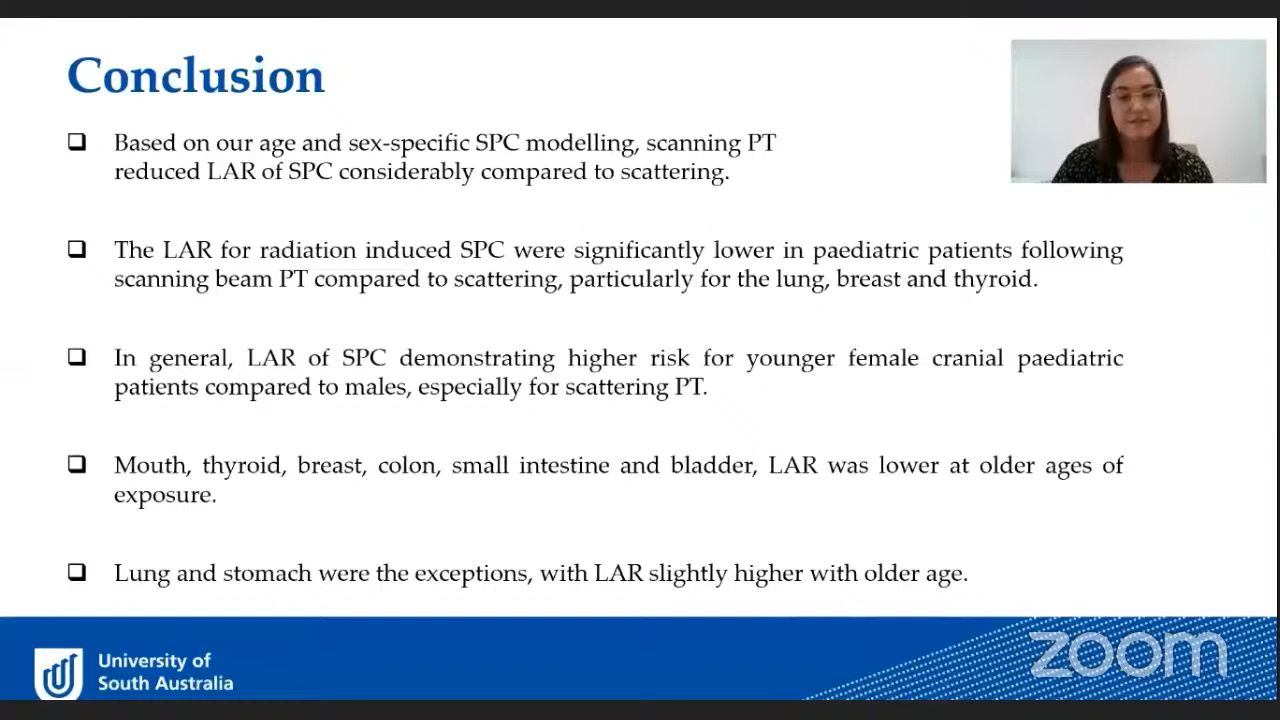 Conclusion
❑ Based on our age and sex-specific SPC modelling, scanning PT
reduced LAR of SPC considerably compared to scattering.
❑ The LAR for radiation induced SPC were significantly lower in paediatric patients following
scanning beam PT compared to scattering, particularly for the lung, breast and thyroid.
❑ In general, LAR of SPC demonstrating higher risk for younger female cranial paediatric
patients compared to males, especially for scattering PT.
❑ Mouth, thyroid, breast, colon, small intestine and bladder, LAR was lower at older ages of
exposure.
❑ Lung and stomach were the exceptions, with LAR slightly higher with older age.
University of
South Australia
zoom